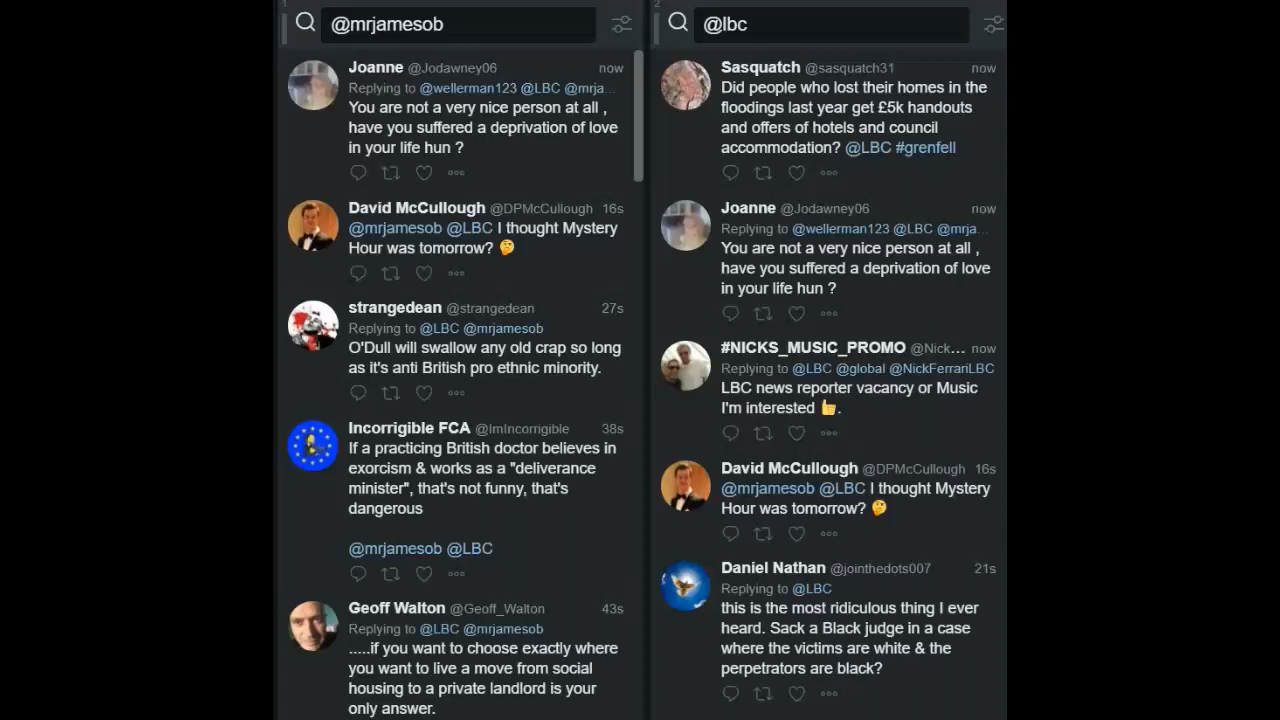 1
@mrjamesob
Joanne @Jodawney06 now
Replying to @wellerman123 @LBC @mrja...
You are not a very nice person at all ,
have you suffered a deprivation of love
in your life hun ?
David McCullough @DPMcCullough 16s
@mrjamesob @LBC I thought Mystery
Hour was tomorrow? 🤔
strangedean @strangedean 27s
Replying to @LBC @mrjamesob
O'Dull will swallow any old crap so long
as it's anti British pro ethnic minority.
Incorrigible FCA @ImIncorrigible 38s
If a practicing British doctor believes in
exorcism & works as a "deliverance
minister", that's not funny, that's
dangerous
@mrjamesob @LBC
Geoff Walton @Geoff_Walton 43s
Replying to @LBC @mrjamesob
.....if you want to choose exactly where
you want to live a move from social
housing to a private landlord is your
only answer.
2
@lbc
Sasquatch @sasquatch31 now
Did people who lost their homes in the
floodings last year get £5k handouts
and offers of hotels and council
accommodation? @LBC #grenfell
Joanne @Jodawney06 now
Replying to @wellerman123 @LBC @mrja...
You are not a very nice person at all ,
have you suffered a deprivation of love
in your life hun ?
#NICKS_MUSIC_PROMO @Nick... now
Replying to @LBC @global @NickFerrariLBC
LBC news reporter vacancy or Music
I'm interested 👍.
David McCullough @DPMcCullough 16s
@mrjamesob @LBC I thought Mystery
Hour was tomorrow? 🤔
Daniel Nathan @jointhedots007 21s
Replying to @LBC
this is the most ridiculous thing I ever
heard. Sack a Black judge in a case
where the victims are white & the
perpetrators are black?